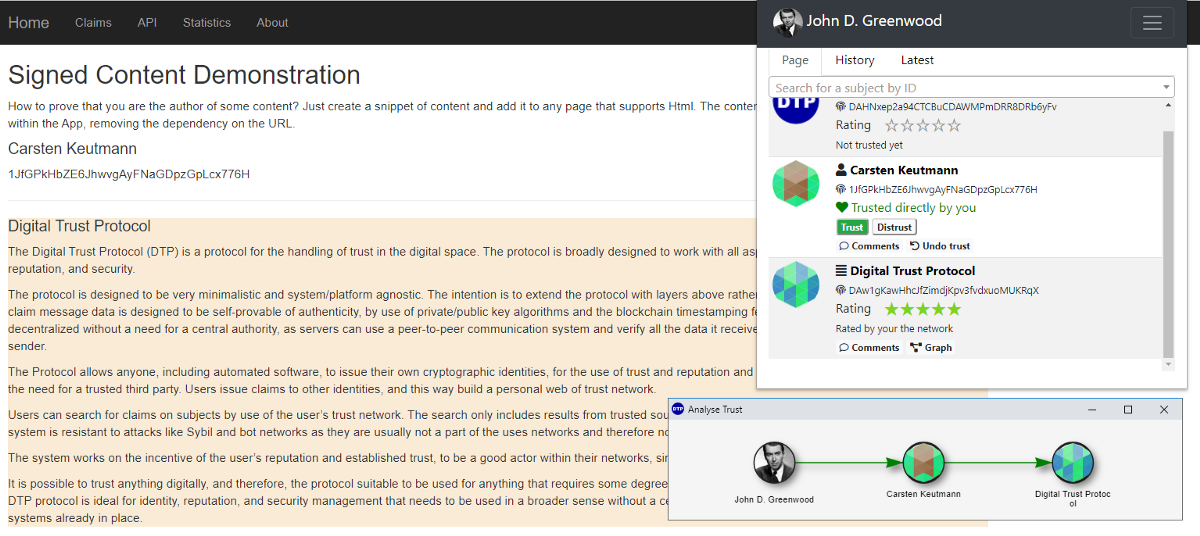 Home Claims API Statistics About
Signed Content Demonstration
How to prove that you are the author of some content? Just create a snippet of content and add it to any page that supports Html. The conten
within the App, removing the dependency on the URL.
Carsten Keutmann
1JfGPkHbZE6JhwvgAyFNaGDpzGpLcx776H
Digital Trust Protocol
The Digital Trust Protocol (DTP) is a protocol for the handling of trust in the digital space. The protocol is broadly designed to work with all asp
reputation, and security.
The protocol is designed to be very minimalistic and system/platform agnostic. The intention is to extend the protocol with layers above rather
claim message data is designed to be self-provable of authenticity, by use of private/public key algorithms and the blockchain timestamping fe
decentralized without a need for a central authority, as servers can use a peer-to-peer communication system and verify all the data it receive
sender.
The Protocol allows anyone, including automated software, to issue their own cryptographic identities, for the use of trust and reputation and
the need for a trusted third party. Users issue claims to other identities, and this way build a personal web of trust network.
Users can search for claims on subjects by use of the user's trust network. The search only includes results from trusted sou
system is resistant to attacks like Sybil and bot networks as they are usually not a part of the uses networks and therefore no
The system works on the incentive of the user's reputation and established trust, to be a good actor within their networks, sin
It is possible to trust anything digitally, and therefore, the protocol suitable to be used for anything that requires some degree
DTP protocol is ideal for identity, reputation, and security management that needs to be used in a broader sense without a ce
systems already in place.
John D. Greenwood
Page History Latest
Search for a subject by ID
DTP
DAHNxep2a94CTCBuCDAWMPmDRR8DRb6yFv
Rating
Not trusted yet
Carsten Keutmann
1JfGPkHbZE6JhwvgAyFNaGDpzGpLcx776H
Trusted directly by you
Trust Distrust
Comments Undo trust
Digital Trust Protocol
DAw1gKawHhcJfZimdjKpv3fvdxuoMUKRqX
Rating
Rated by your the network
Comments Graph
DTP Analyse Trust
John D. Greenwood
Carsten Keutmann
Digital Trust Protoc
ol